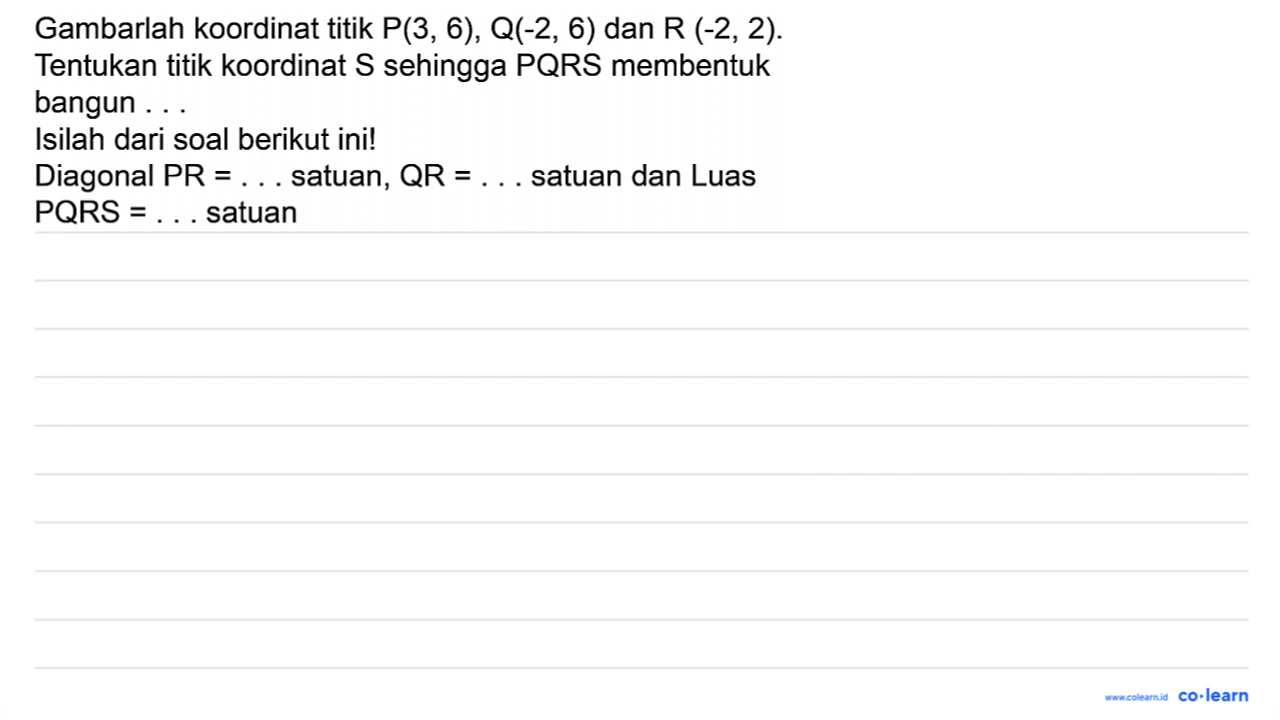 Gambarlah koordinat titik P(3, 6), Q(-2, 6) dan R (-2, 2).
Tentukan titik koordinat S sehingga PQRS membentuk
bangun . . .
Isilah dari soal berikut ini!
Diagonal PR = . . . satuan, QR = . . . satuan dan Luas
PQRS = . . . satuan
www.colearn.id co·learn